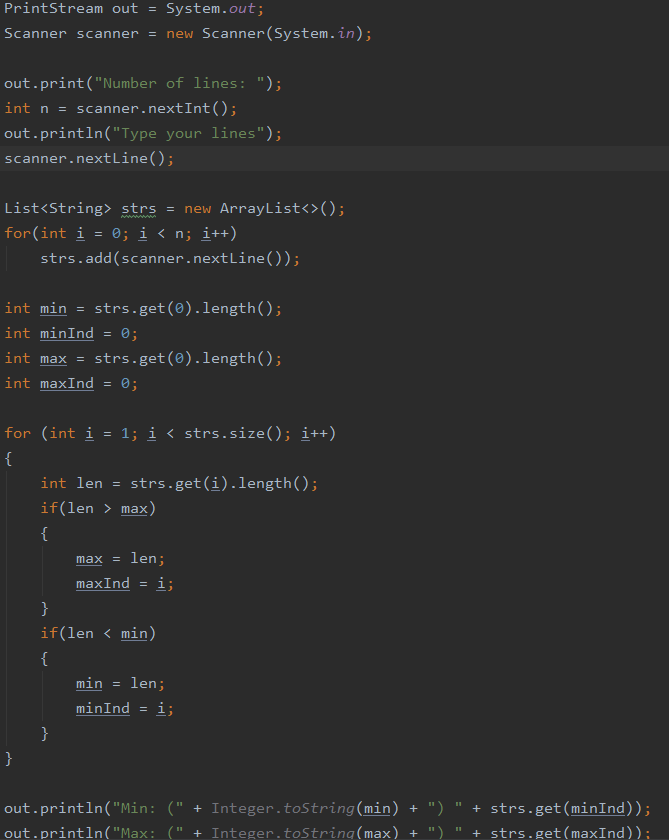 PrintStream out = System.out;
Scanner scanner = new Scanner(System.in);
out.print("Number of lines: ");
int n = scanner.nextInt();
out.println("Type your lines");
scanner.nextLine();
List<String> strs = new ArrayList<>();
for(int i = 0; i < n; i++)
strs.add(scanner.nextLine());
int min = strs.get(0).length();
int minInd = 0;
int max = strs.get(0).length();
int maxInd = 0;
for (int i = 1; i < strs.size(); i++)
{
int len = strs.get(i).length();
if(len > max)
{
max = len;
maxInd = i;
}
if(len < min)
{
min = len;
minInd = i;
}
}
out.println("Min: (" + Integer.toString(min) + ") " + strs.get(minInd));
out.println("Max: (" + Integer.toString(max) + ") " + strs.get(maxInd));